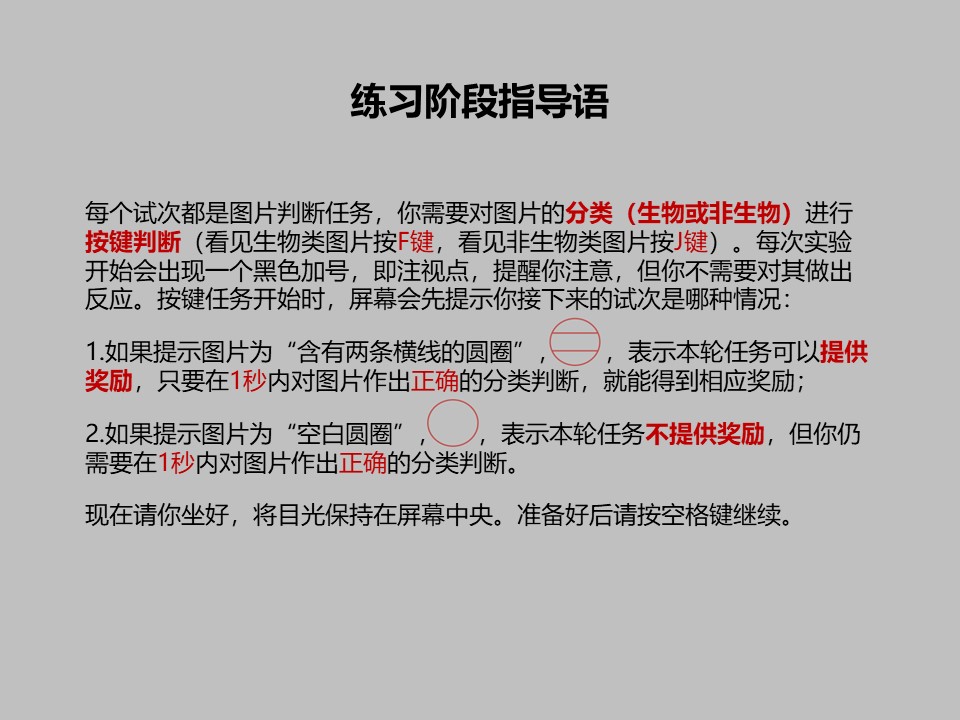 练习阶段指导语
每个试次都是图片判断任务，你需要对图片的分类（生物或非生物）进行
按键判断（看见生物类图片按F键，看见非生物类图片按J键）。每次实验
开始会出现一个黑色加号，即注视点，提醒你注意，但你不需要对其做出
反应。按键任务开始时，屏幕会先提示你接下来的试次是哪种情况：
1.如果提示图片为“含有两条横线的圆圈”， ，表示本轮任务可以提供
奖励，只要在1秒内对图片作出正确的分类判断，就能得到相应奖励；
2.如果提示图片为“空白圆圈”， ，表示本轮任务不提供奖励，但你仍
需要在1秒内对图片作出正确的分类判断。
现在请你坐好，将目光保持在屏幕中央。准备好后请按空格键继续。